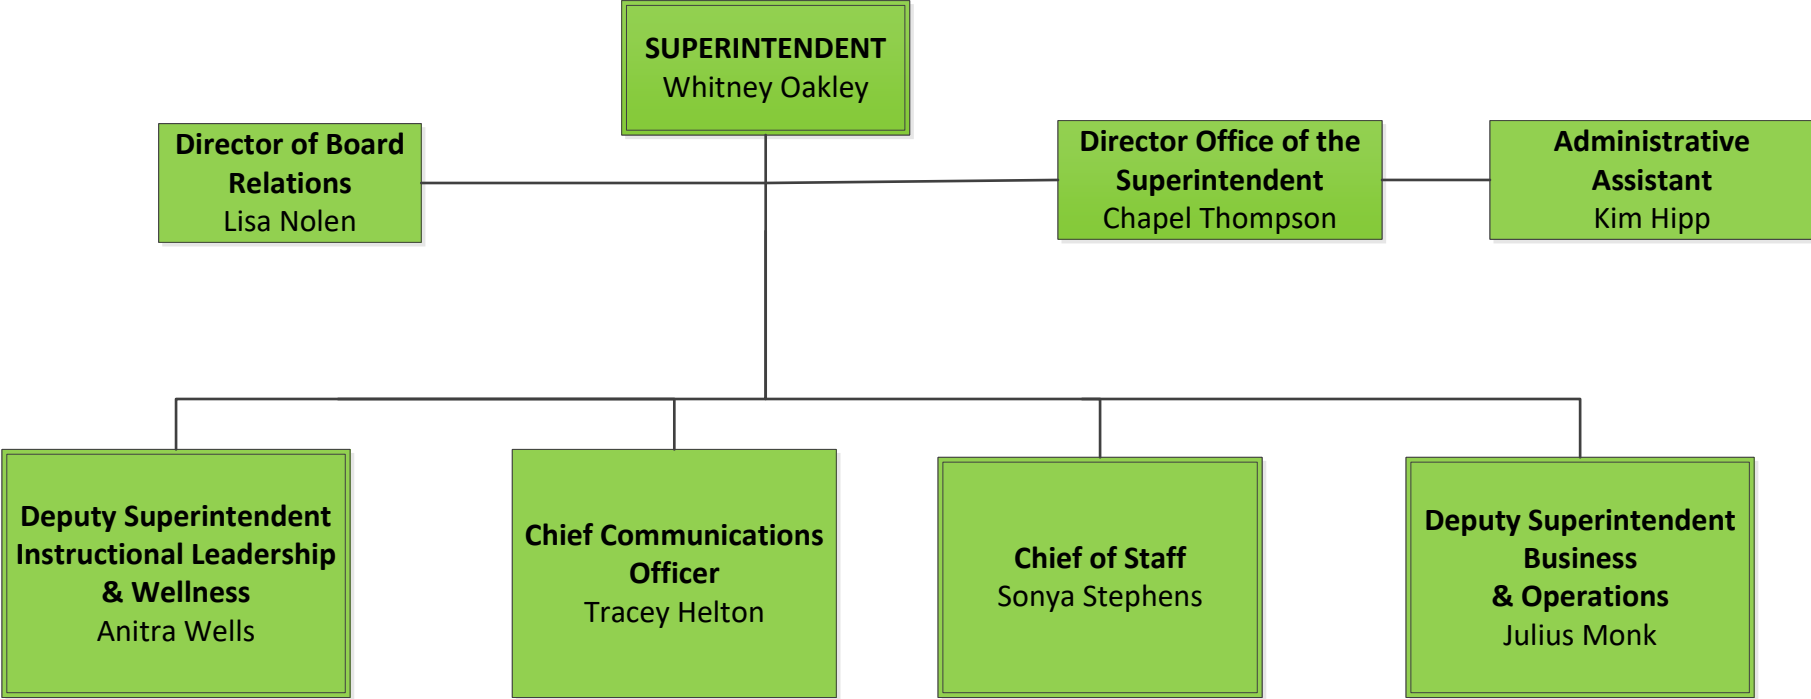 SUPERINTENDENT
Whitney Oakley
Director of Board
Relations
Lisa Nolen
Director Office of the
Superintendent
Chapel Thompson
Administrative
Assistant
Kim Hipp
Deputy Superintendent
Instructional Leadership
& Wellness
Anitra Wells
Chief Communications
Officer
Tracey Helton
Chief of Staff
Sonya Stephens
Deputy Superintendent
Business
& Operations
Julius Monk